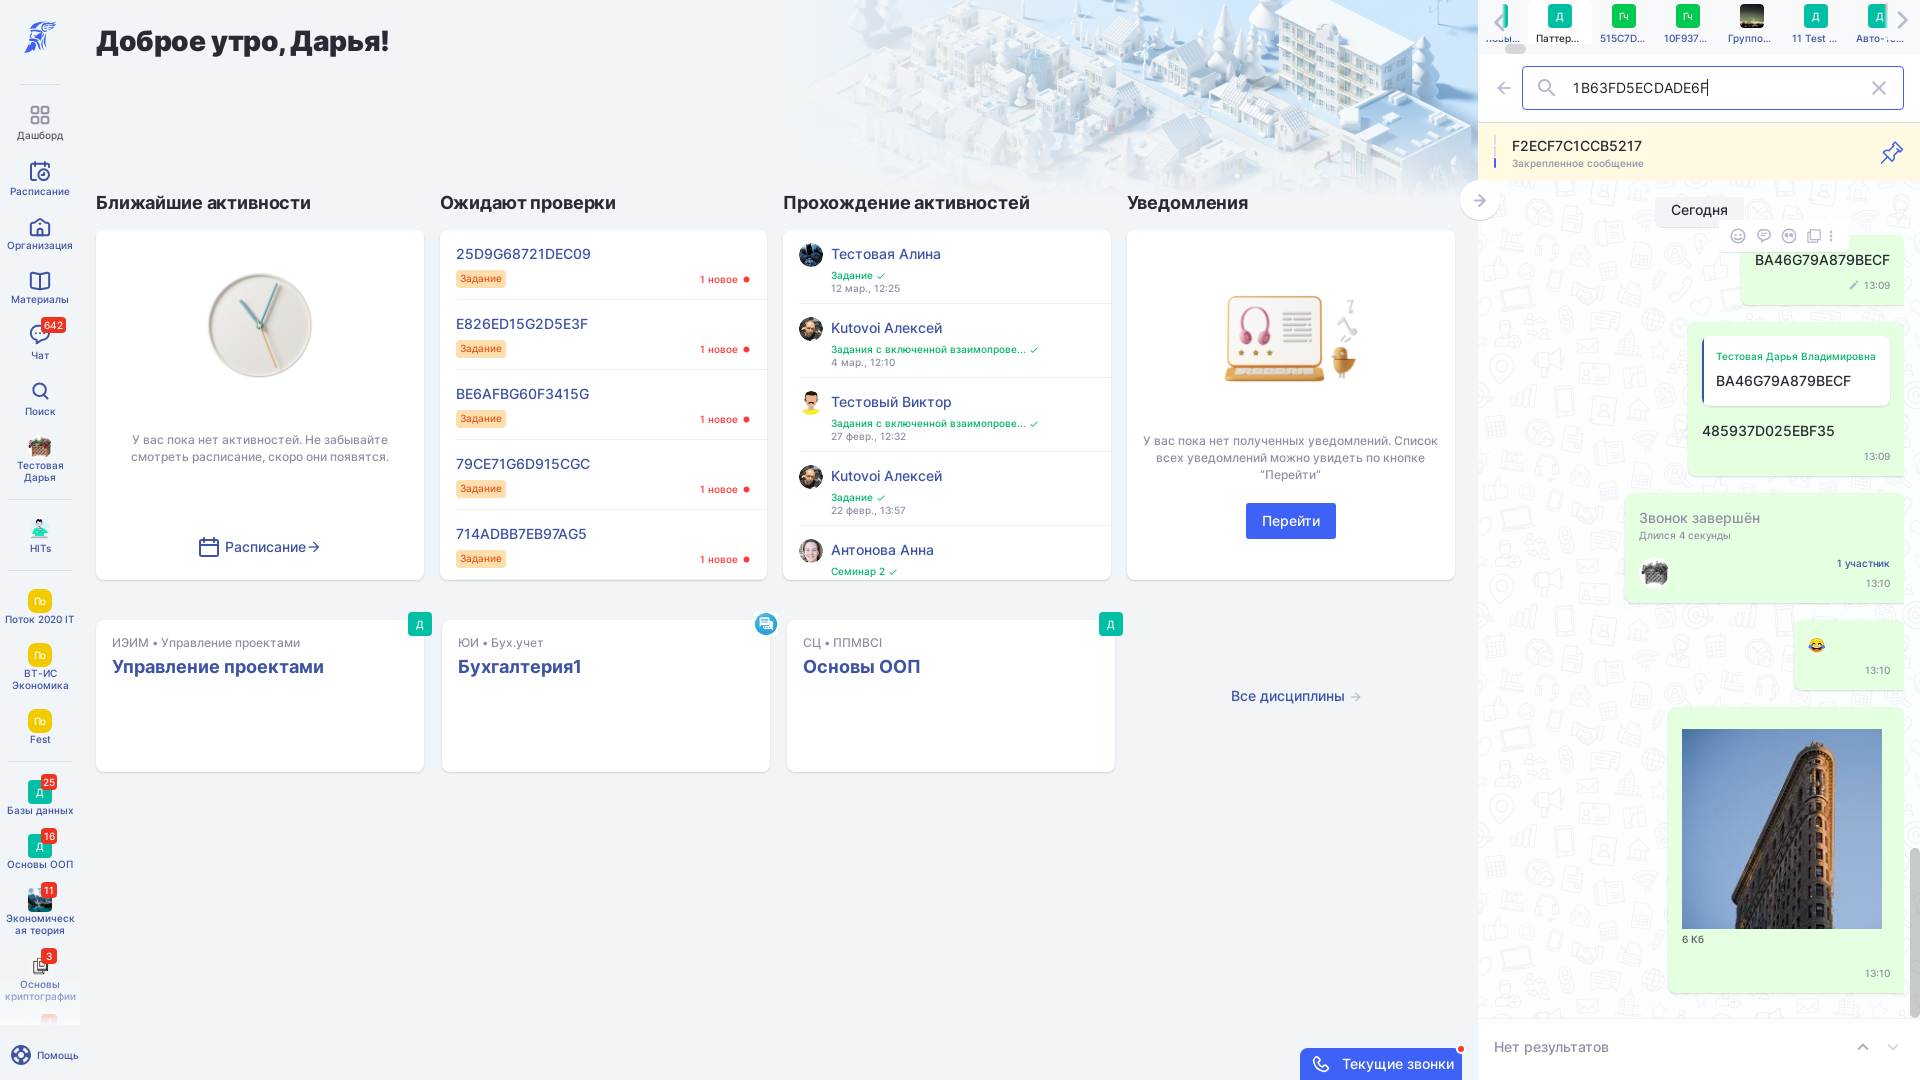 Дашборд
Расписание
Организация
Материалы
642
Чат
Поиск
Тестовая
Дарья
HITs
По
Поток 2020 IT
По
ВТ-ИС
Экономика
По
Fest
25
Д
Базы данных
16
Д
Основы ООП
11
Экономическ
ая теория
3
Основы
криптографии
Помощь
Доброе утро, Дарья!
Ближайшие активности
У вас пока нет активностей. Не забывайте
смотреть расписание, скоро они появятся.
Расписание
Ожидают проверки
25D9G68721DEC09
Задание
1 новое
E826ED15G2D5E3F
Задание
1 новое
BE6AFBG60F3415G
Задание
1 новое
79CE71G6D915CGC
Задание
1 новое
714ADBB7EB97AG5
Задание
1 новое
Прохождение активностей
Тестовая Алина
Задание
12 мар., 12:25
Kutovoi Алексей
Задания с включенной взаимопрове...
4 мар., 12:10
Тестовый Виктор
Задания с включенной взаимопрове...
27 февр., 12:32
Kutovoi Алексей
Задание
22 февр., 13:57
Антонова Анна
Семинар 2
Уведомления
У вас пока нет полученных уведомлений. Список
всех уведомлений можно увидеть по кнопке
“Перейти”
Перейти
Д
ИЭИМ • Управление проектами
Управление проектами
ЮИ • Бух.учет
Бухгалтерия1
Д
СЦ • ППМВСІ
Основы ООП
Все дисциплины
Текущие звонки
Д
Паттер...
Гч
515C7D...
Гч
10F937...
Группо...
Д
11 Test ...
Д
1B63FD5ECDADE6F
F2ECF7C1CCB5217
Закрепленное сообщение
Сегодня
BA46G79A879BECF
13:09
Тестовая Дарья Владимировна
BA46G79A879BECF
485937D025EBF35
13:09
Звонок завершён
Длился 4 секунды
1 участник
13:10
13:10
6 Кб
13:10
Нет результатов